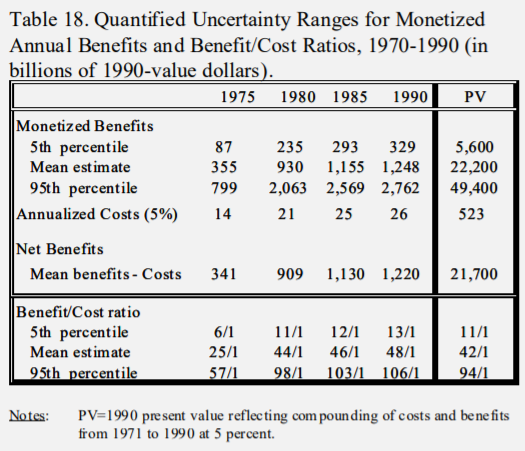 Table 18. Quantified Uncertainty Ranges for Monetized
Annual Benefits and Benefit/Cost Ratios, 1970-1990 (in
billions of 1990-value dollars).
1975 1980 1985 1990 PV
Monetized Benefits
5th percentile 87 235 293 329 5,600
Mean estimate 355 930 1,155 1,248 22,200
95th percentile 799 2,063 2,569 2,762 49,400
Annualized Costs (5%) 14 21 25 26 523
Net Benefits
Mean benefits - Costs 341 909 1,130 1,220 21,700
Benefit/Cost ratio
5th percentile 6/1 11/1 12/1 13/1 11/1
Mean estimate 25/1 44/1 46/1 48/1 42/1
95th percentile 57/1 98/1 103/1 106/1 94/1
Notes: PV=1990 present value reflecting compounding of costs and benefits
from 1971 to 1990 at 5 percent.